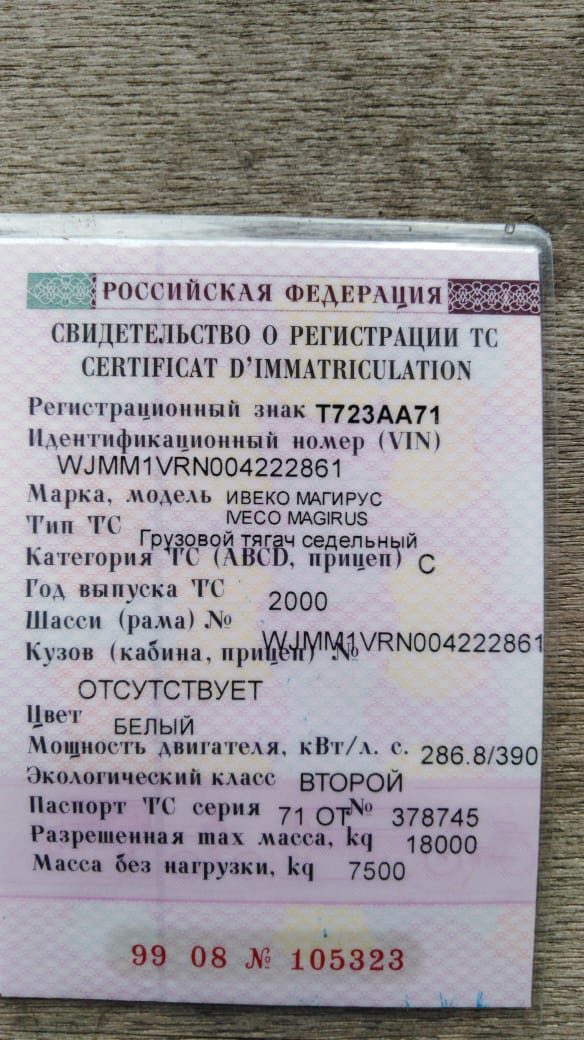 РОССИЙСКАЯ ФЕДЕРАЦИЯ
СВИДЕТЕЛЬСТВО О РЕГИСТРАЦИИ ТС
CERTIFICAT D'IMMATRICULATION
Регистрационный знак Т723АА71
Идентификационный номер (VIN)
WJMM1VRN004222861
Марка, модель ИВЕКО МАГИРУС
IVECO MAGIRUS
Тип ТС Грузовой тягач седельный
Категория ТС (ABCD, прицеп) C
Год выпуска ТС 2000
Шасси (рама) № WJMM1VRN004222861
Кузов (кабина, прицеп) №
ОТСУТСТВУЕТ
Цвет БЕЛЫЙ
Мощность двигателя, кВт/л. с. 286.8/390
Экологический класс ВТОРОЙ
Паспорт ТС серия 71 ОТ № 378745
Разрешенная max масса, kq 18000
Масса без нагрузки, kq 7500
99 08 № 105323